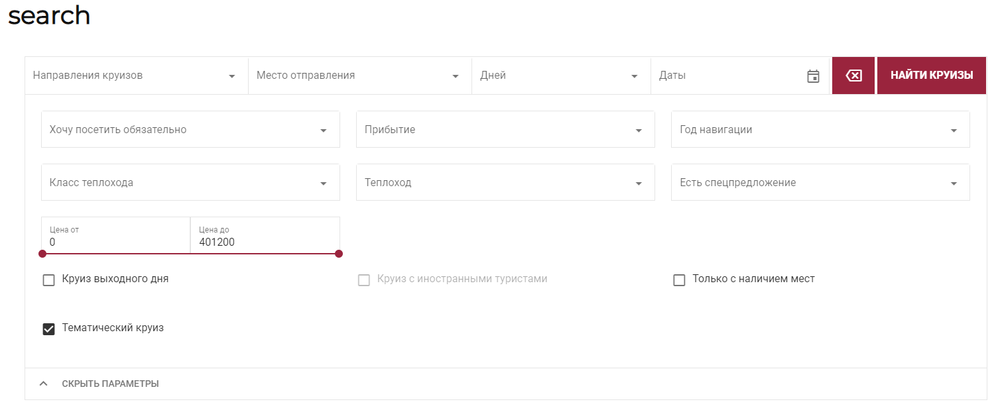 search
Направления круизов Место отправления Дней Даты НАЙТИ КРУИЗЫ
Хочу посетить обязательно Прибытие Год навигации
Класс теплохода Теплоход Есть спецпредложение
Цена от Цена до
0 401200
Круиз выходного дня Круиз с иностранными туристами Только с наличием мест
Тематический круиз
СКРЫТЬ ПАРАМЕТРЫ